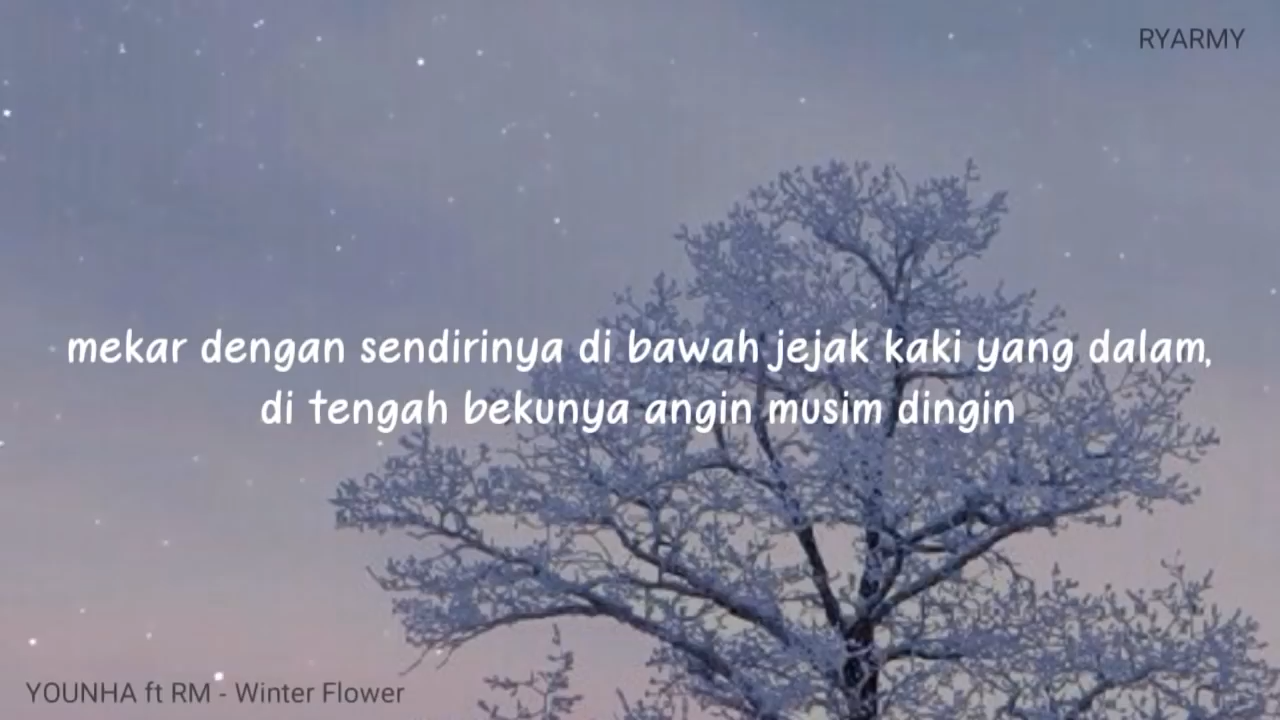 RYARMY
mekar dengan sendirinya di bawah jejak kaki yang dalam,
di tengah bekunya angin musim dingin
YOUNHA ft RM - Winter Flower